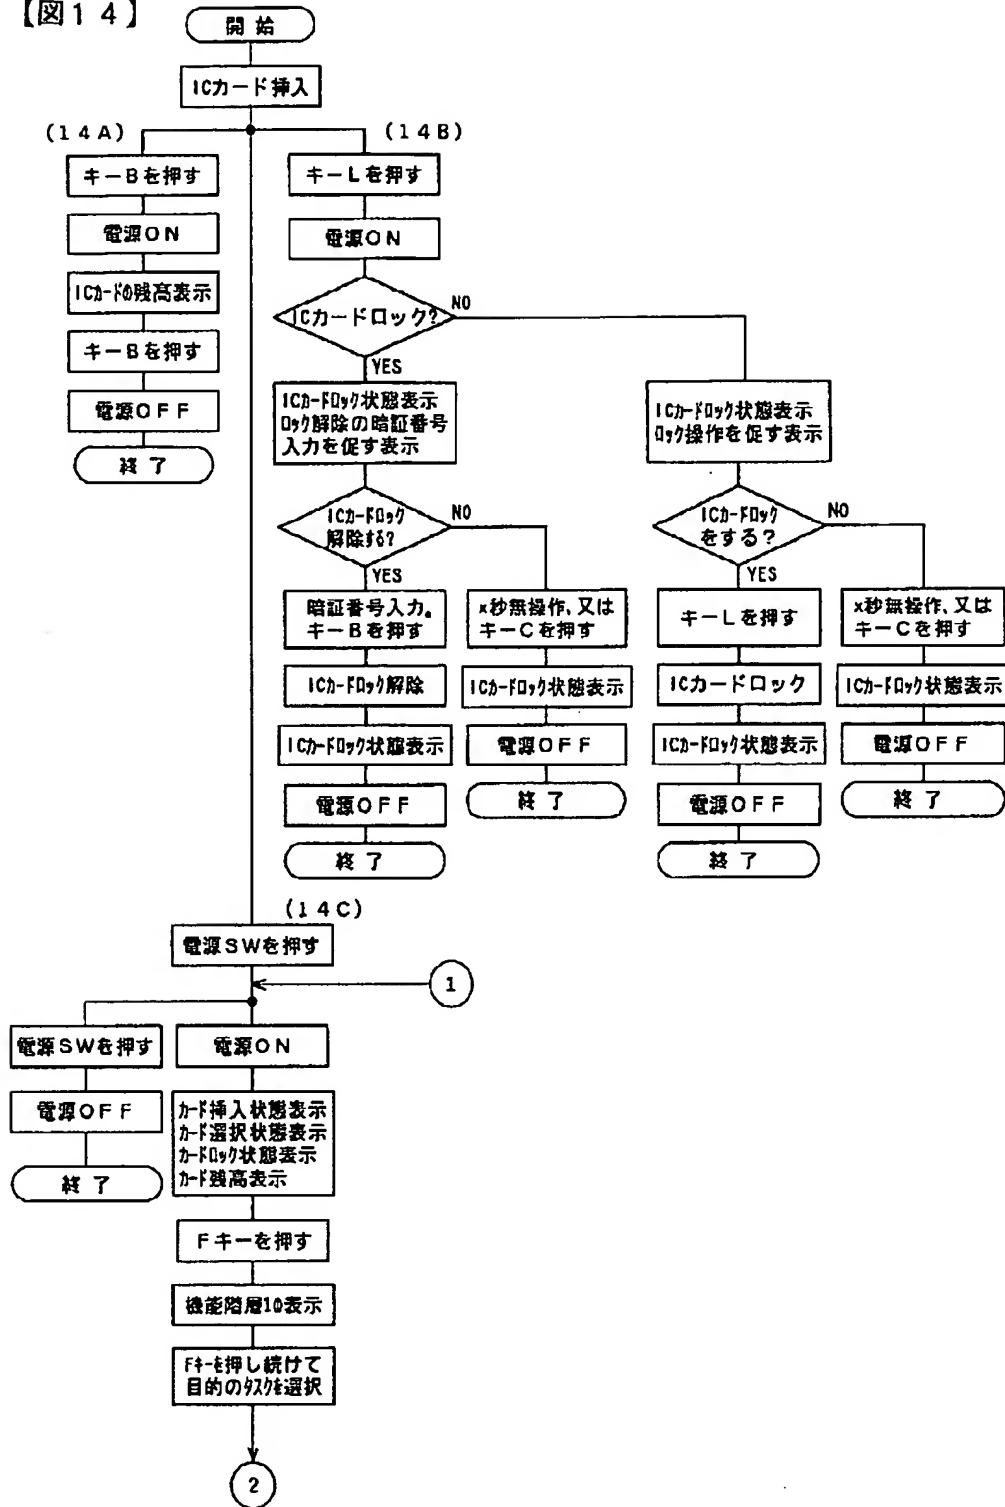 【図14】
開始
ICカード挿入
(14A)
キーBを押す
電源ON
ICカードの残高表示
キーBを押す
電源OFF
終了
(14B)
キーLを押す
電源ON
ICカードロック?
NO
YES
ICカードロック状態表示
ロック解除の暗証番号
入力を促す表示
ICカードロック
解除する?
NO
YES
暗証番号入力。
キーBを押す
ICカードロック解除
ICカードロック状態表示
電源OFF
終了
x秒無操作、又は
キーCを押す
ICカードロック状態表示
電源OFF
終了
ICカードロック状態表示
ロック操作を促す表示
ICカードロック
をする?
NO
YES
キーLを押す
ICカードロック
ICカードロック状態表示
電源OFF
終了
x秒無操作、又は
キーCを押す
ICカードロック状態表示
電源OFF
終了
(14C)
電源SWを押す
1
電源SWを押す
電源OFF
終了
電源ON
カード挿入状態表示
カード選択状態表示
カードロック状態表示
カード残高表示
Fキーを押す
機能階層1の表示
Fキーを押し続けて
目的のタスクを選択
2